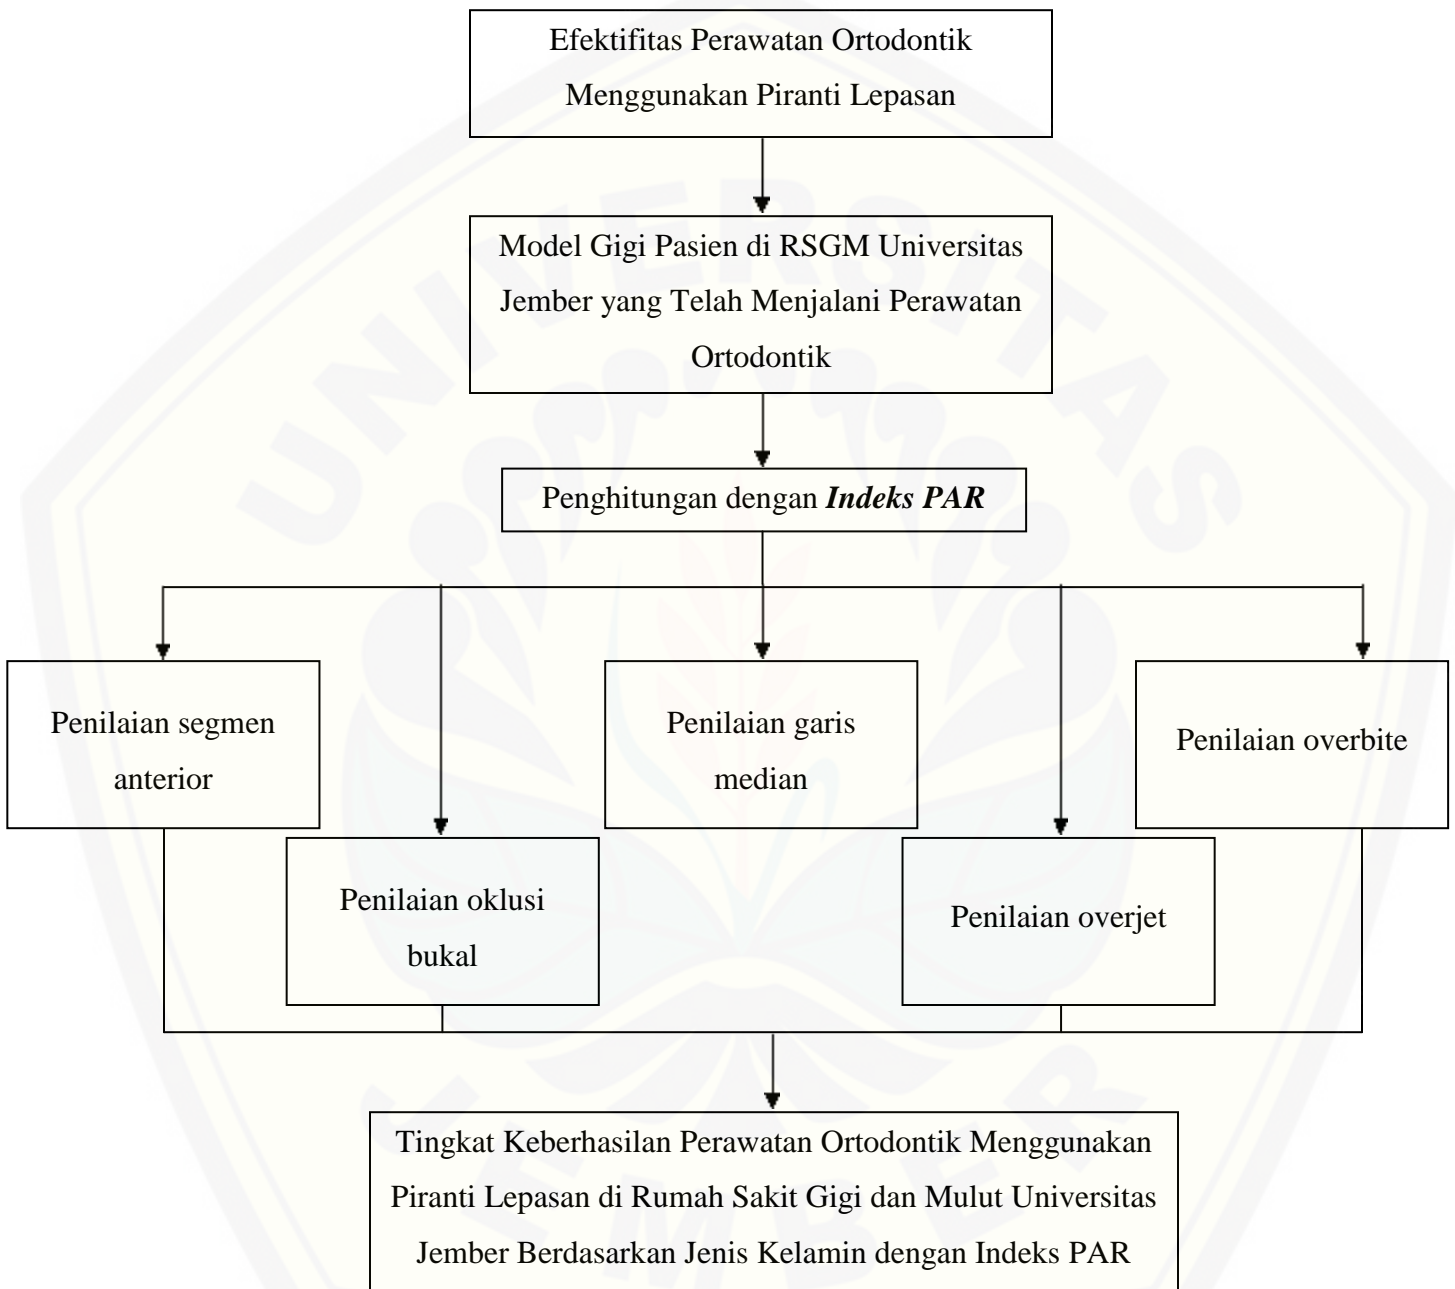 Efektifitas Perawatan Ortodontik
Menggunakan Piranti Lepasan
Model Gigi Pasien di RSGM Universitas
Jember yang Telah Menjalani Perawatan
Ortodontik
Penghitungan dengan Indeks PAR
Penilaian segmen
anterior
Penilaian garis
median
Penilaian overbite
Penilaian oklusi
bukal
Penilaian overjet
Tingkat Keberhasilan Perawatan Ortodontik Menggunakan
Piranti Lepasan di Rumah Sakit Gigi dan Mulut Universitas
Jember Berdasarkan Jenis Kelamin dengan Indeks PAR
UNIVERSITAS
JEMBER